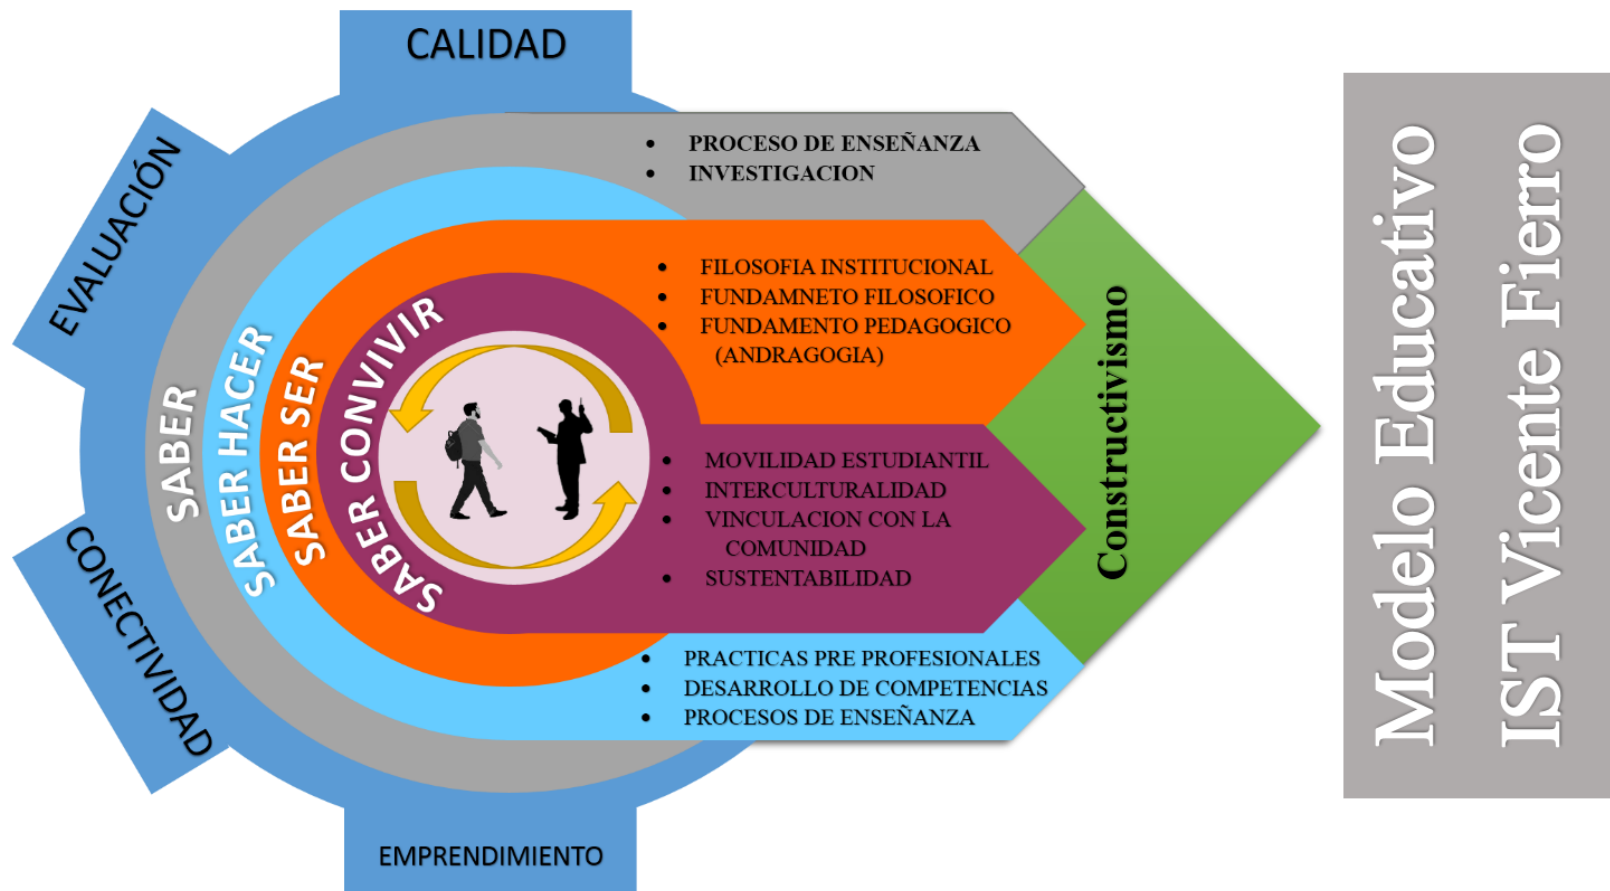 CALIDAD
EVALUACIÓN
CONECTIVIDAD
EMPRENDIMIENTO
SABER
SABER HACER
SABER SER
SABER CONVIVIR
• PROCESO DE ENSEÑANZA
• INVESTIGACION
• FILOSOFIA INSTITUCIONAL
• FUNDAMNETO FILOSOFICO
• FUNDAMENTO PEDAGOGICO
(ANDRAGOGIA)
• MOVILIDAD ESTUDIANTIL
• INTERCULTURALIDAD
• VINCULACION CON LA
COMUNIDAD
• SUSTENTABILIDAD
• PRACTICAS PRE PROFESIONALES
• DESARROLLO DE COMPETENCIAS
• PROCESOS DE ENSEÑANZA
Constructivismo
Modelo Educativo
IST Vicente Fierro